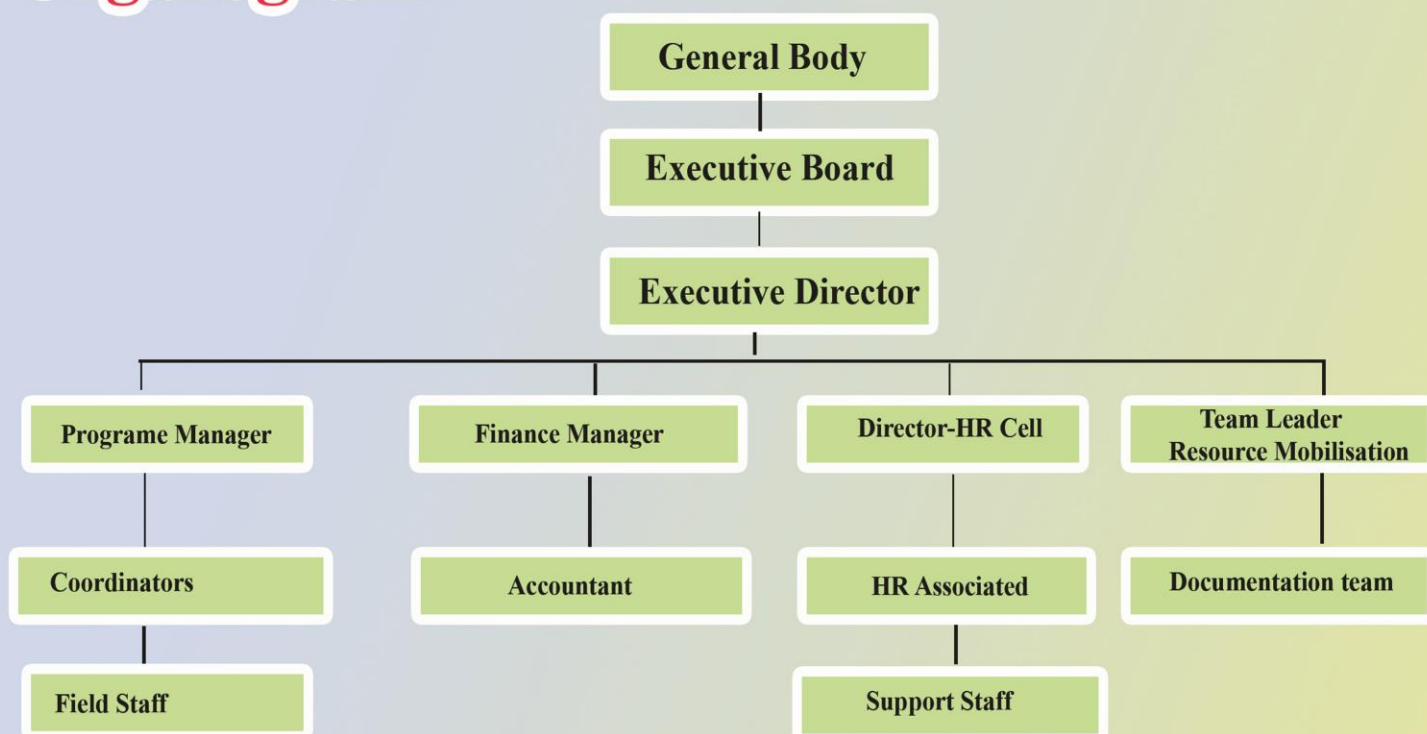 General Body
Executive Board
Executive Director
Programe Manager
Finance Manager
Director-HR Cell
Team Leader
Resource Mobilisation
Coordinators
Accountant
HR Associated
Documentation team
Field Staff
Support Staff